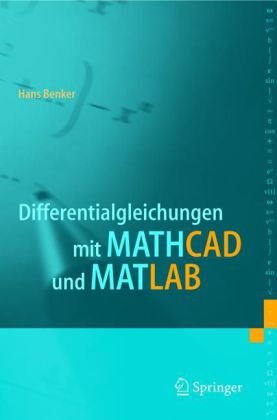 Hans Benker
Differentialgleichungen
mit MATHCAD
und MATLAB
Springer